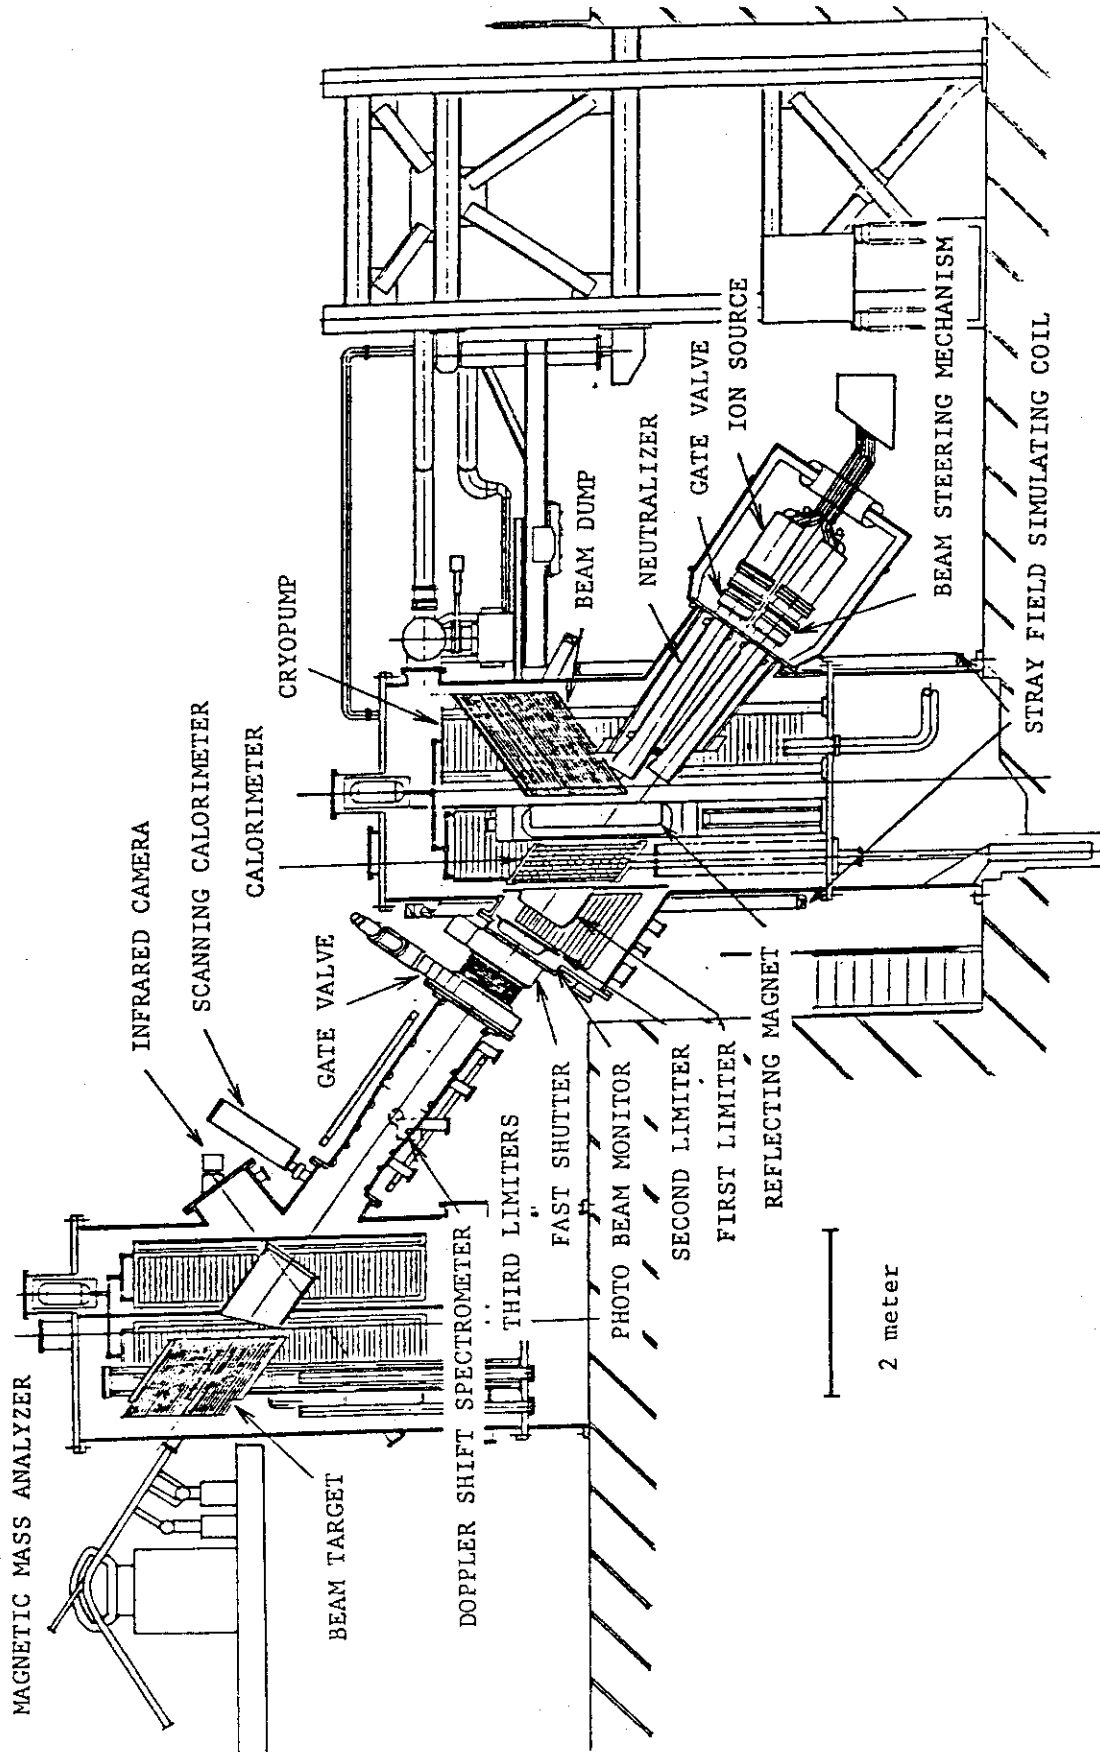 MAGNETIC MASS ANALYZER
INFRARED CAMERA
SCANNING CALORIMETER
CALORIMETER
CRYOPUMP
GATE VALVE
BEAM DUMP
NEUTRALIZER
GATE VALVE
ION SOURCE
BEAM TARGET
DOPPLER SHIFT SPECTROMETER
THIRD LIMITERS
FAST SHUTTER
PHOTO BEAM MONITOR
SECOND LIMITER
FIRST LIMITER
REFLECTING MAGNET
BEAM STEERING MECHANISM
STRAY FIELD SIMULATING COIL
2 meter